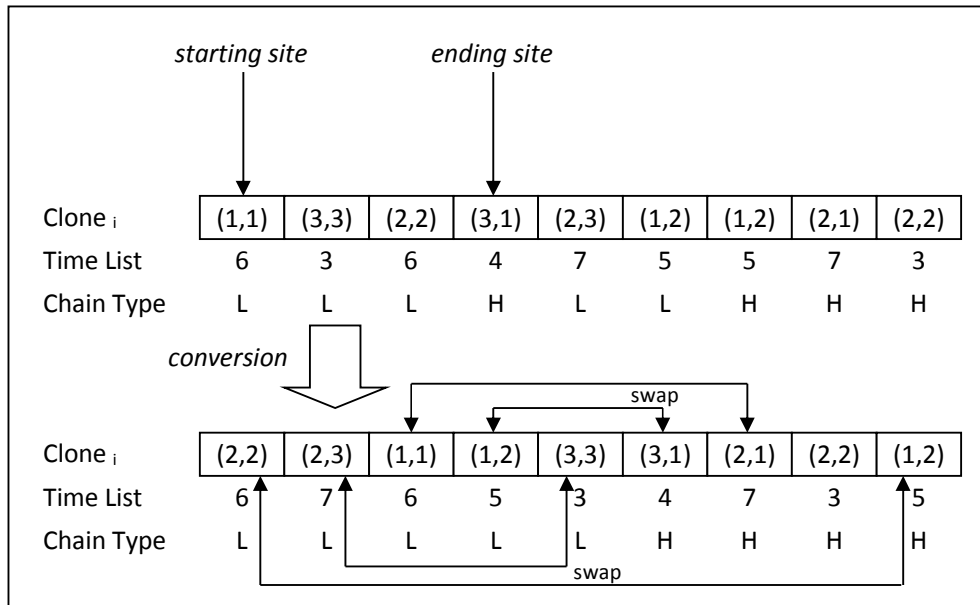 starting site ending site
Clone i (1,1) (3,3) (2,2) (3,1) (2,3) (1,2) (1,2) (2,1) (2,2)
Time List 6 3 6 4 7 5 5 7 3
Chain Type L L L H L L H H H
conversion
swap
Clone i (2,2) (2,3) (1,1) (1,2) (3,3) (3,1) (2,1) (2,2) (1,2)
Time List 6 7 6 5 3 4 7 3 5
Chain Type L L L L L H H H H
swap